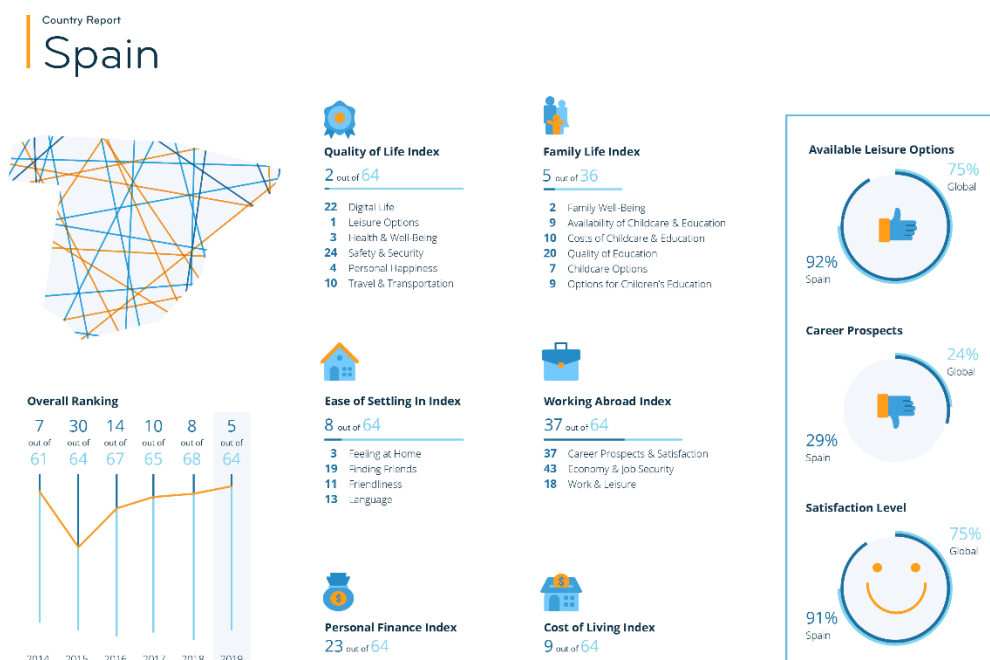 Country Report
Spain
Quality of Life Index
2 out of 64
22 Digital Life
1 Leisure Options
3 Health & Well-Being
24 Safety & Security
4 Personal Happiness
10 Travel & Transportation
Family Life Index
5 out of 36
2 Family Well-Being
9 Availability of Childcare & Education
10 Costs of Childcare & Education
20 Quality of Education
7 Childcare Options
9 Options for Children's Education
Available Leisure Options
75%
Global
92%
Spain
Overall Ranking
7 30 14 10 8 5
out of out of out of out of out of out of
61 64 67 65 68 64
2014 2015 2016 2017 2018 2019
Ease of Settling In Index
8 out of 64
3 Feeling at Home
19 Finding Friends
11 Friendliness
13 Language
Working Abroad Index
37 out of 64
37 Career Prospects & Satisfaction
43 Economy & Job Security
18 Work & Leisure
Career Prospects
24%
Global
29%
Spain
Personal Finance Index
23 out of 64
Cost of Living Index
9 out of 64
Satisfaction Level
75%
Global
91%
Spain